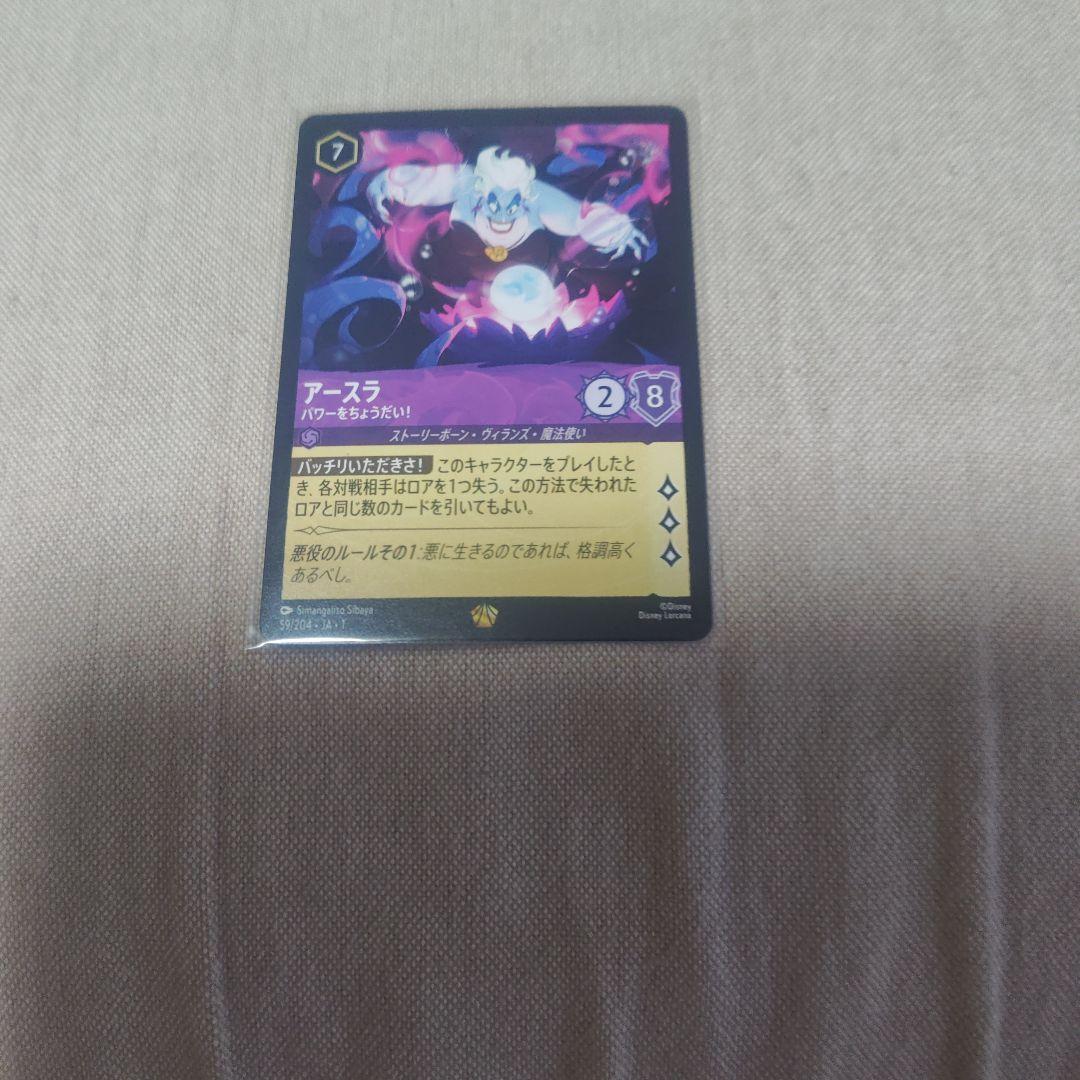 7
アースラ
パワーをちょうだい!
2
8
ストーリーボーン・ヴィランズ・魔法使い
バッチリいただきさ! このキャラクターをプレイしたと
き、各対戦相手はロアを1つ失う。この方法で失われた
ロアと同じ数のカードを引いてもよい。
悪役のルールその1:悪に生きるのであれば、格調高く
あるべし。
Simangaliso Sibaya
59/204・JA・1
©Disney
Disney Lorcana